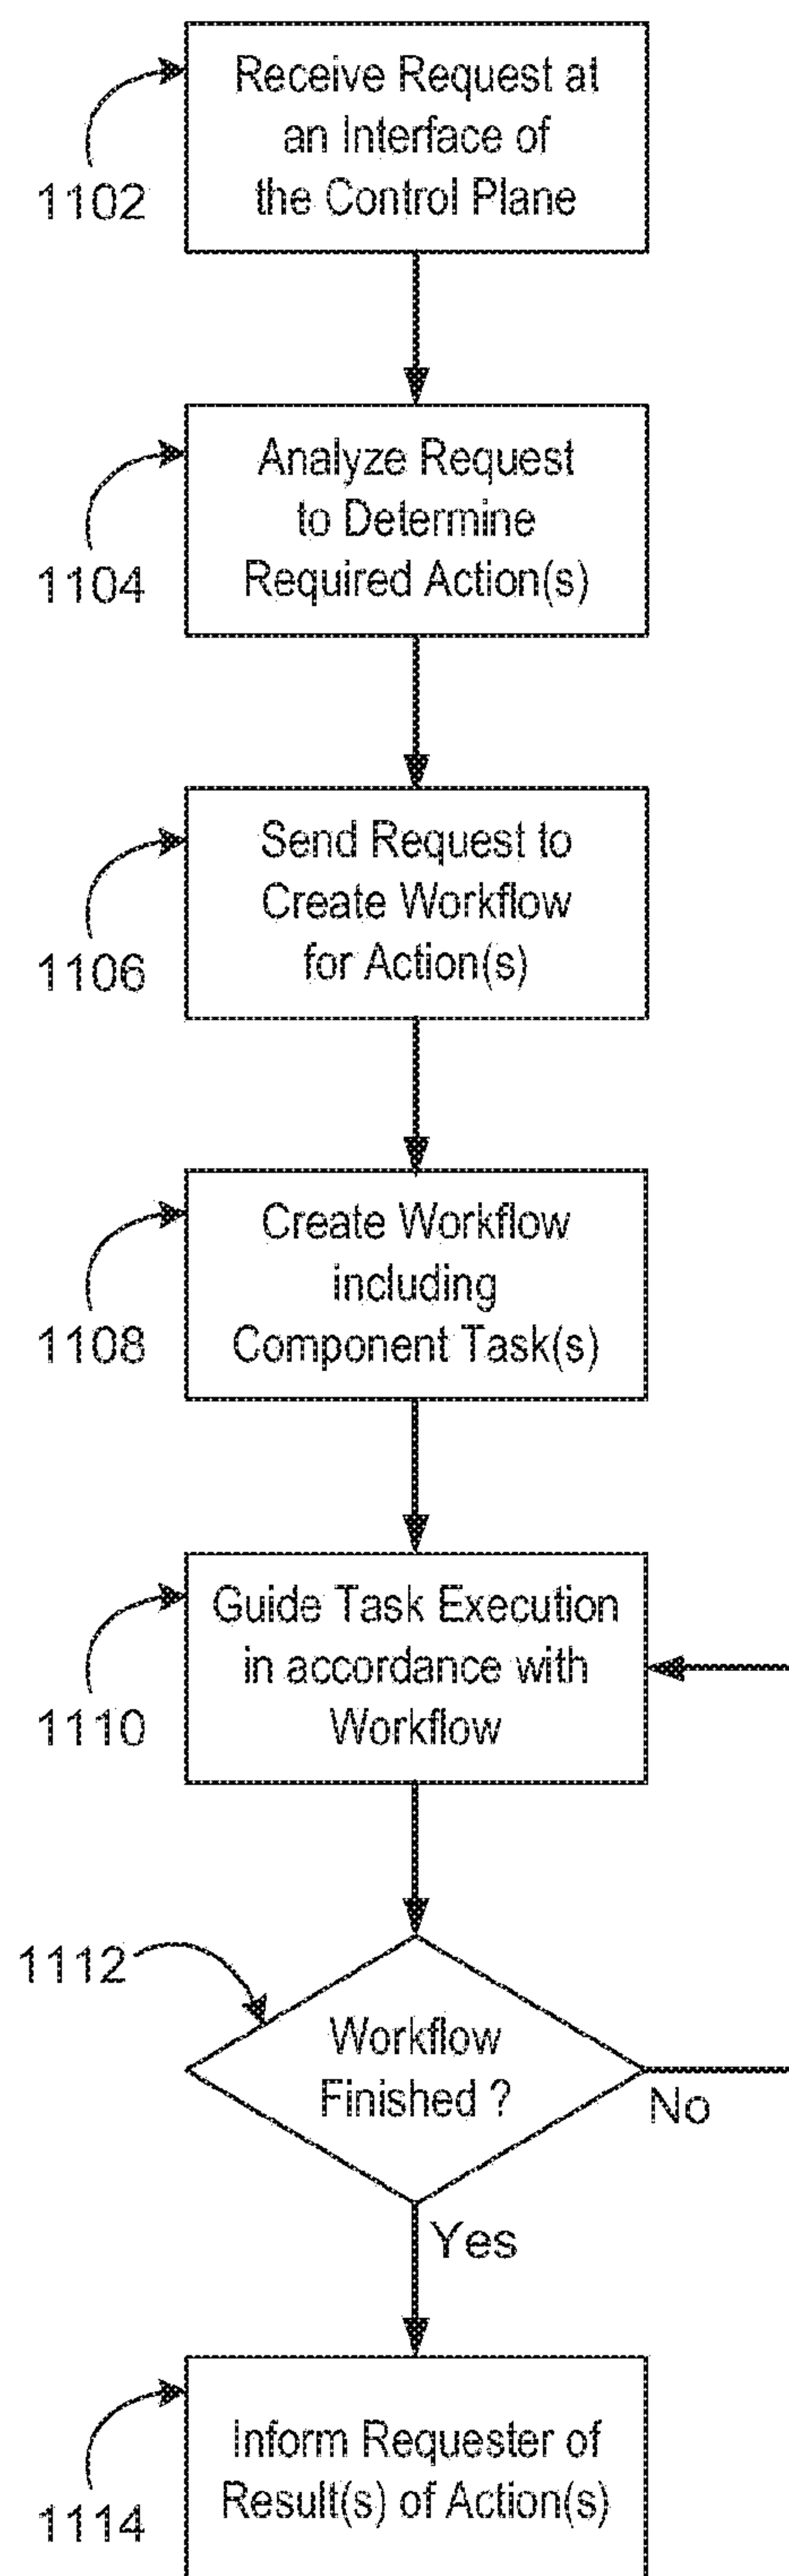 Receive Request at
an Interface of
the Control Plane
1102
Analyze Request
to Determine
Required Action(s)
1104
Send Request to
Create Workflow
for Action(s)
1106
Create Workflow
including
Component Task(s)
1108
Guide Task Execution
in accordance with
Workflow
1110
1112
Workflow
Finished ?
No
Yes
Inform Requester of
Result(s) of Action(s)
1114